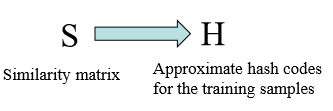 S H
Similarity matrix
Approximate hash codes
for the training samples